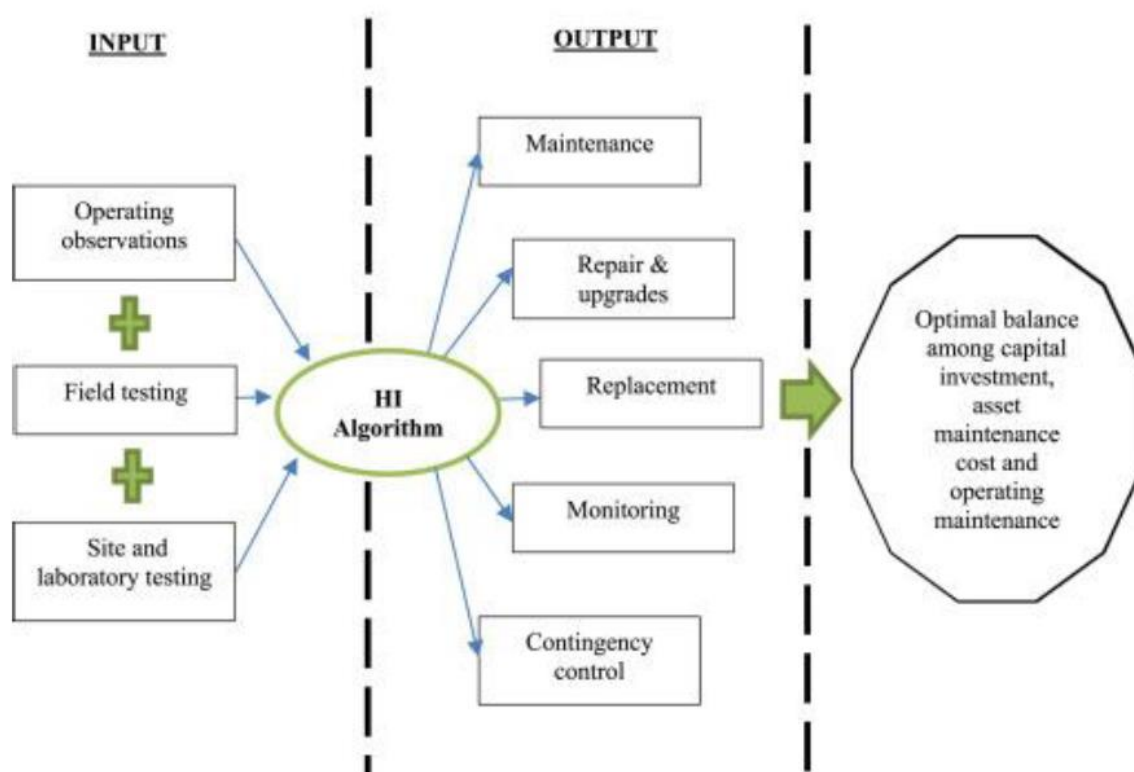 INPUT
OUTPUT
Operating
observations
Field testing
Site and
laboratory testing
HI
Algorithm
Maintenance
Repair &
upgrades
Replacement
Monitoring
Contingency
control
Optimal balance
among capital
investment,
asset
maintenance
cost and
operating
maintenance